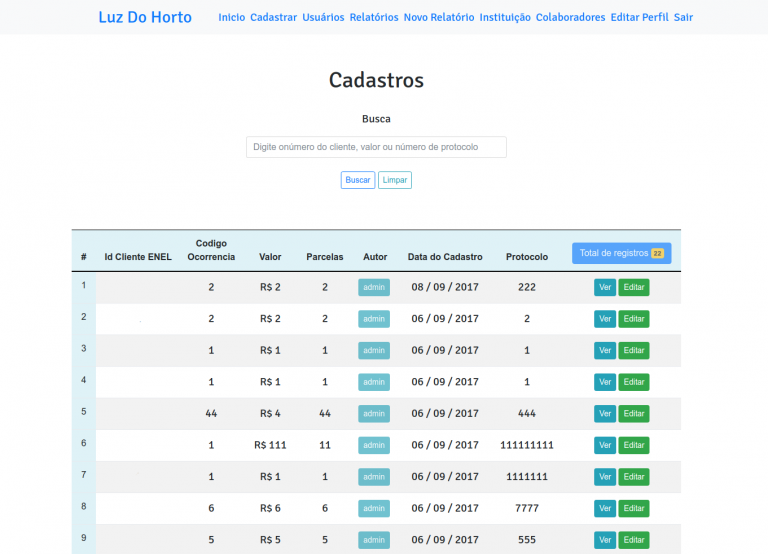 Luz Do Horto Inicio Cadastrar Usuários Relatórios Novo Relatório Instituição Colaboradores Editar Perfil Sair
Cadastros
Busca
Digite onúmero do cliente, valor ou número de protocolo
Buscar Limpar
# Id Cliente ENEL Codigo Ocorrencia Valor Parcelas Autor Data do Cadastro Protocolo Total de registros 22
1 2 R$ 2 2 admin 08 / 09 / 2017 222 Ver Editar
2 2 R$ 2 2 admin 06 / 09 / 2017 2 Ver Editar
3 1 R$ 1 1 admin 06 / 09 / 2017 1 Ver Editar
4 1 R$ 1 1 admin 06 / 09 / 2017 1 Ver Editar
5 44 R$ 4 44 admin 06 / 09 / 2017 444 Ver Editar
6 1 R$ 111 11 admin 06 / 09 / 2017 111111111 Ver Editar
7 1 R$ 1 1 admin 06 / 09 / 2017 1111111 Ver Editar
8 6 R$ 6 6 admin 06 / 09 / 2017 7777 Ver Editar
9 5 R$ 5 5 admin 06 / 09 / 2017 555 Ver Editar